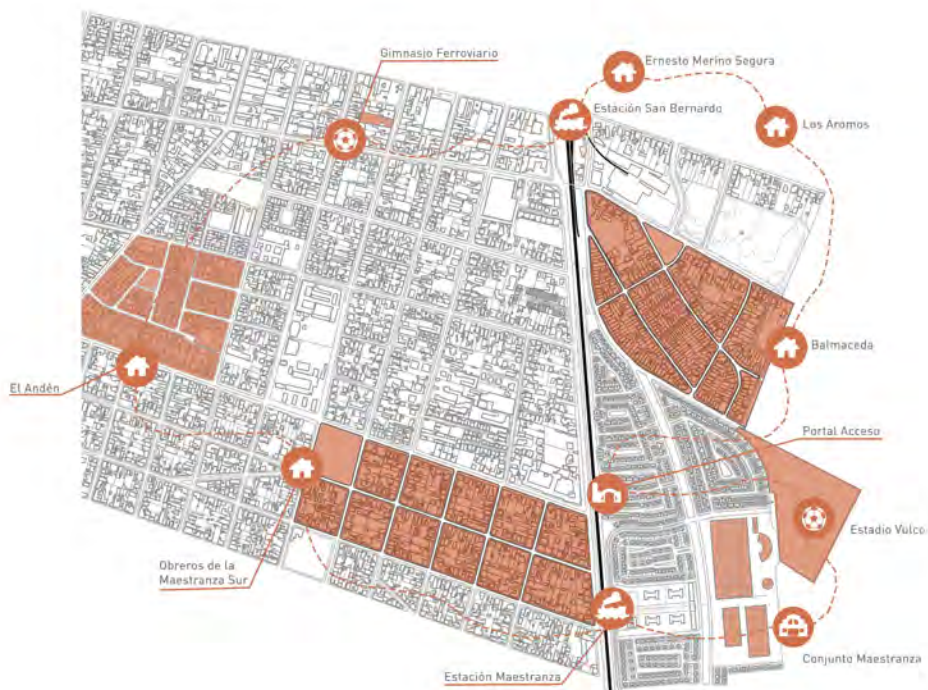 Gimnasio Ferroviario
Ernesto Merino Segura
Estación San Bernardo
Los Aromos
Balmaceda
El Andén
Portal Acceso
Estadio Vulco
Obreros de la
Maestranza Sur
Conjunto Maestranza
Estación Maestranza